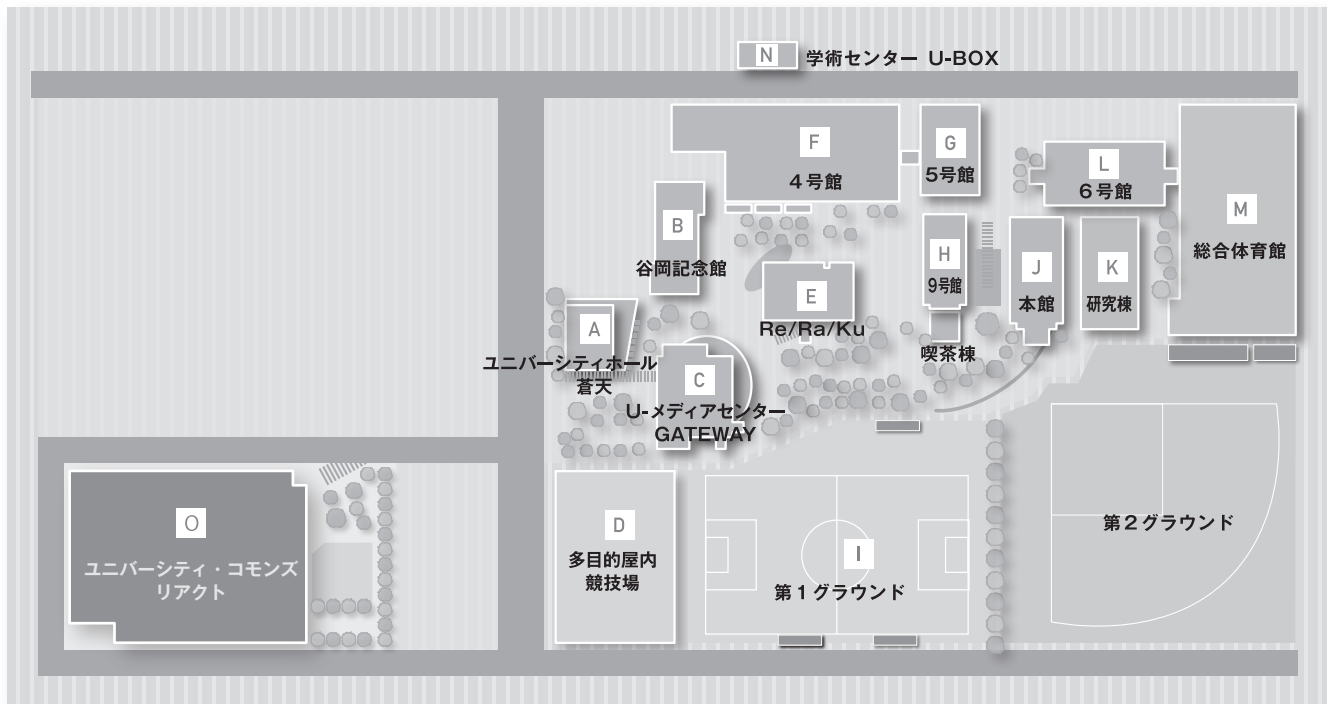 N
学術センター U-BOX
F
4号館
G
5号館
L
6号館
M
総合体育館
B
谷岡記念館
H
9号館
J
本館
K
研究棟
E
Re/Ra/Ku
喫茶棟
A
ユニバーシティホール
蒼天
C
U-メディアセンター
GATEWAY
O
ユニバーシティ・コモンズ
リアクト
D
多目的屋内
競技場
I
第1グラウンド
第2グラウンド